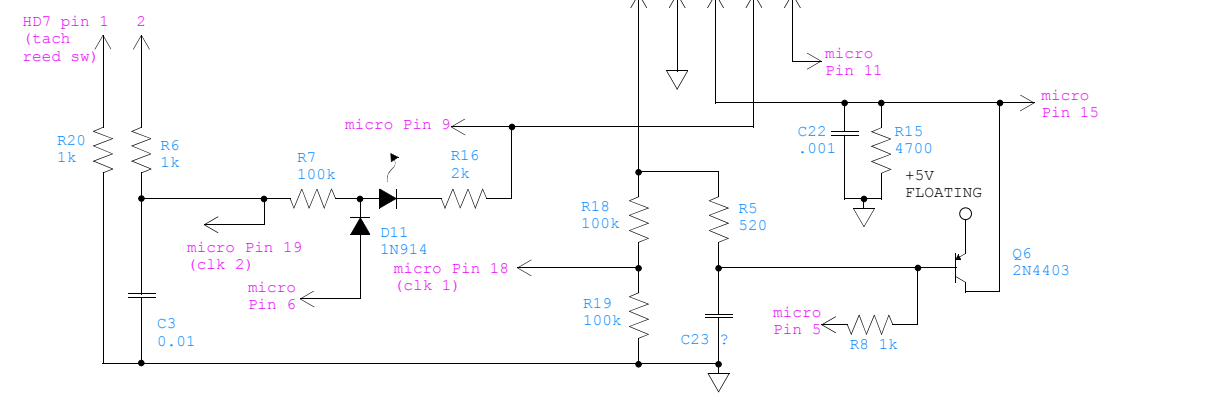 HD7 pin 1 2
(tach
reed sw)
micro
Pin 11
micro
Pin 15
micro Pin 9
C22
.001
R15
4700
R20
1k
R6
1k
R7
100k
R16
2k
+5V
FLOATING
R18
100k
R5
520
D11
1N914
micro Pin 19
(clk 2)
micro Pin 18
(clk 1)
Q6
2N4403
micro
Pin 6
R19
100k
micro
Pin 5
C3
0.01
C23 ?
R8 1k